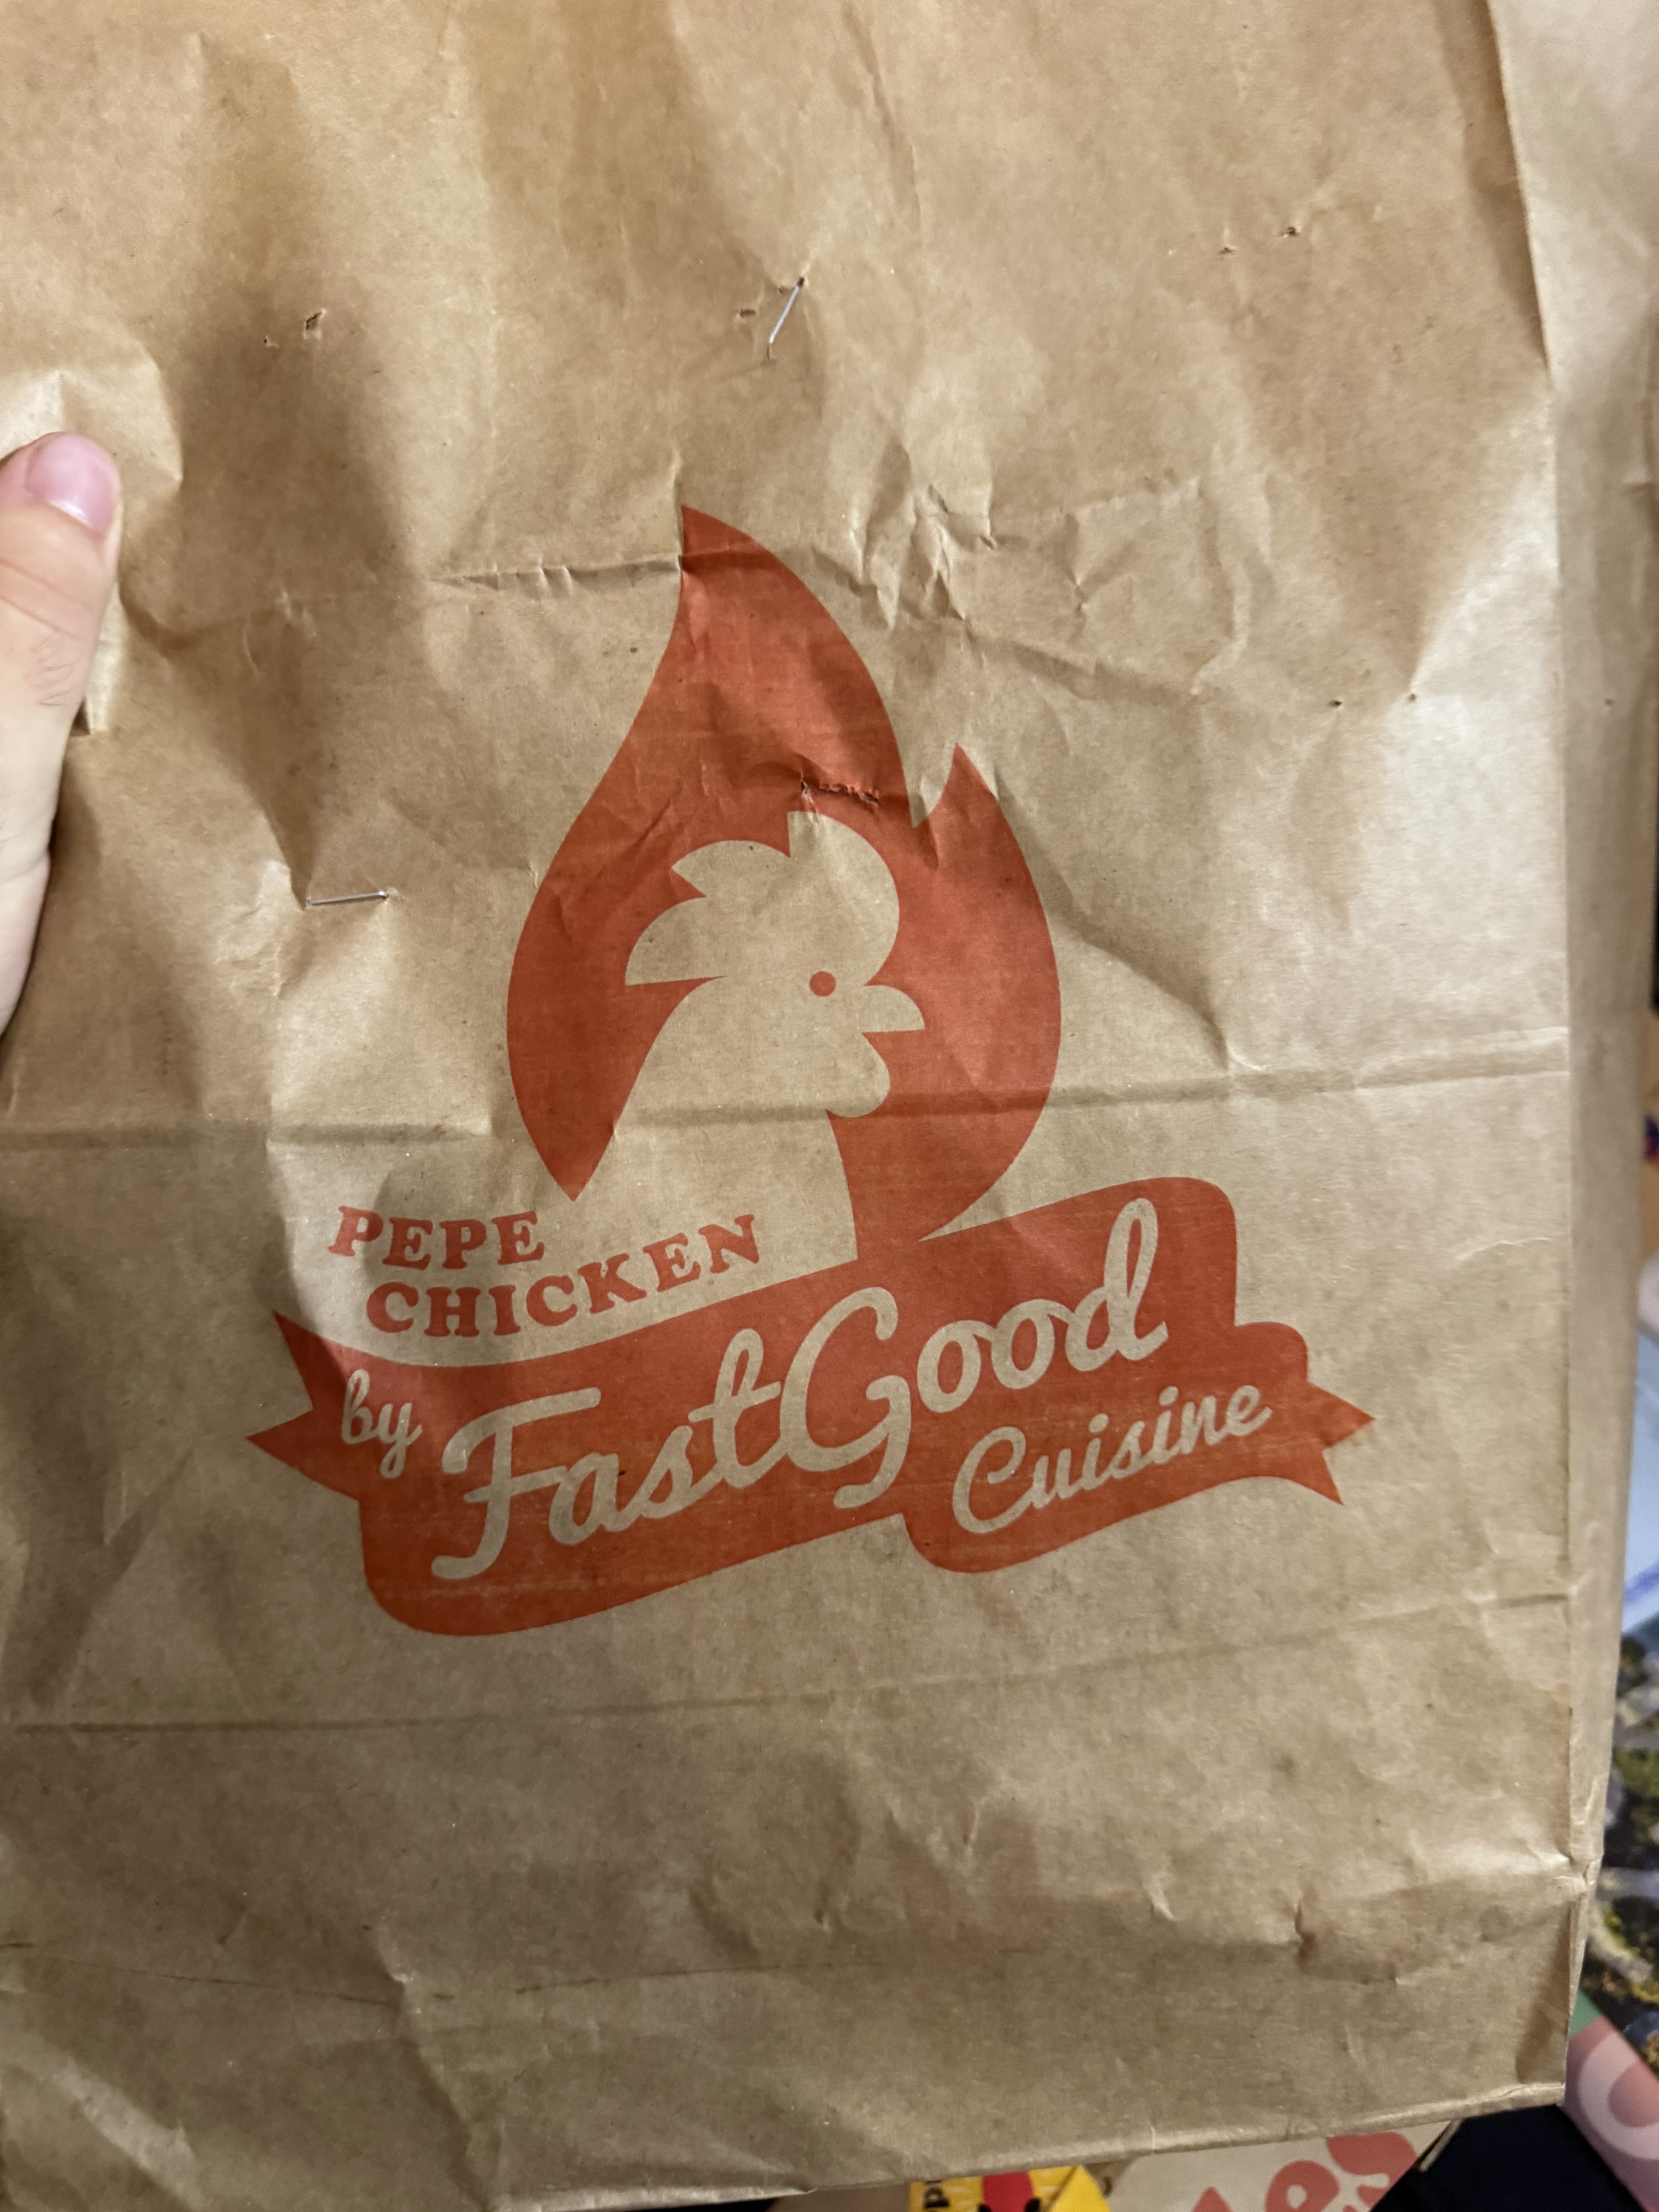 PEPE
CHICKEN
by FastGood
Cuisine